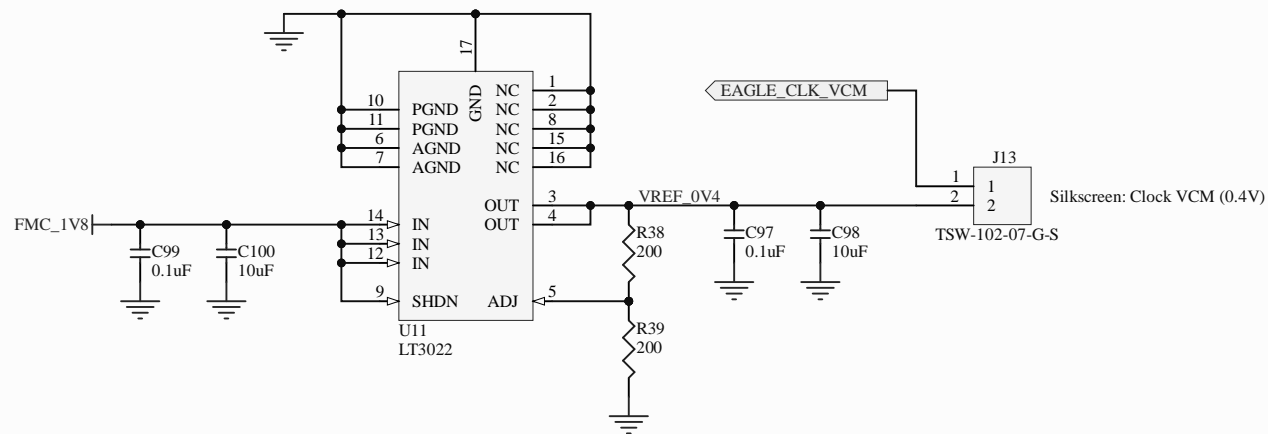 17
GND
10
PGND
11
PGND
6
AGND
7
AGND
NC
1
NC
2
NC
8
NC
15
NC
16
EAGLE_CLK_VCM
J13
1
1
2
2
TSW-102-07-G-S
Silkscreen: Clock VCM (0.4V)
OUT
3
OUT
4
VREF_0V4
FMC_1V8
14
IN
13
IN
12
IN
9
SHDN
ADJ
5
C99
0.1uF
C100
10uF
R38
200
C97
0.1uF
C98
10uF
U11
LT3022
R39
200